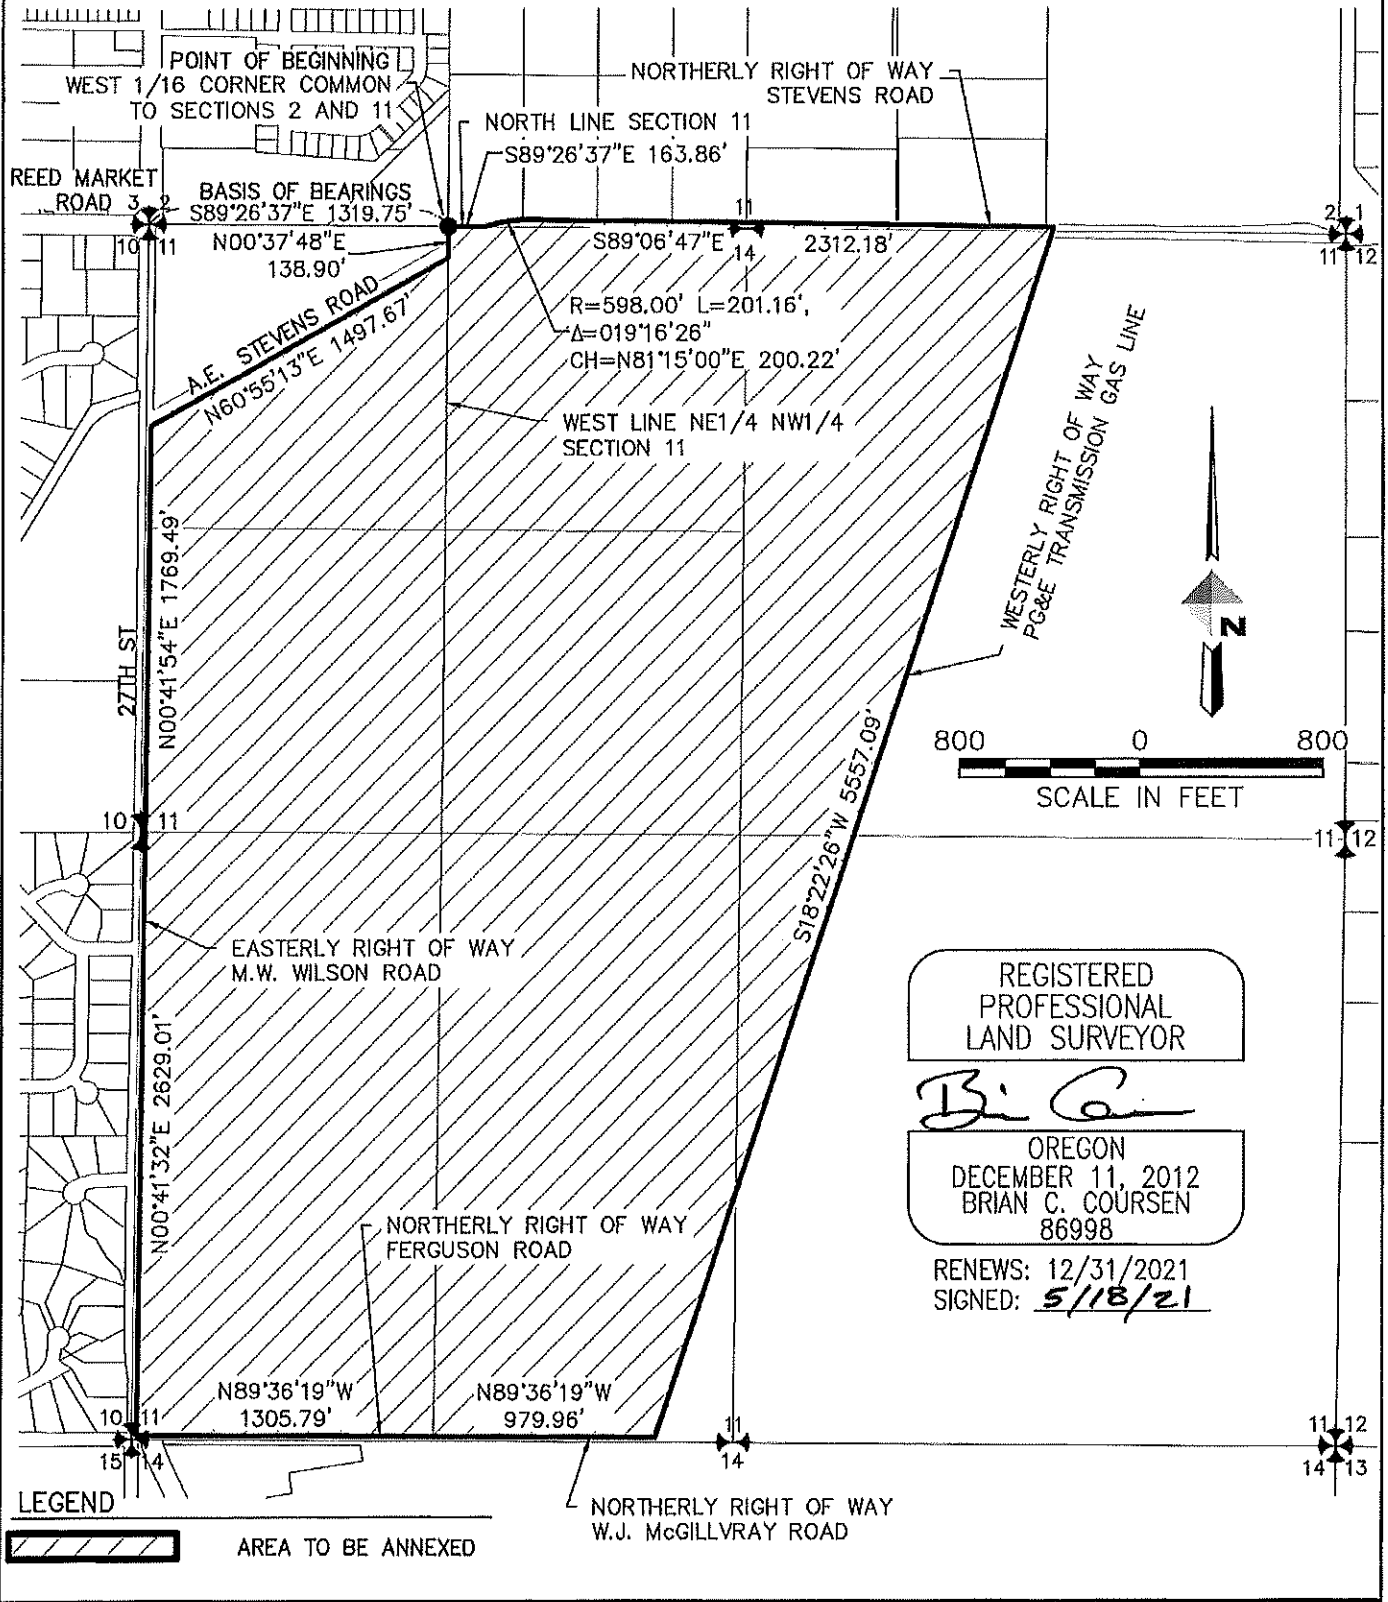 POINT OF BEGINNING
WEST 1/16 CORNER COMMON
TO SECTIONS 2 AND 11
NORTHERLY RIGHT OF WAY
STEVENS ROAD
NORTH LINE SECTION 11
S89°26'37"E 163.86'
REED MARKET
ROAD
3 2
10 11
BASIS OF BEARINGS
S89°26'37"E 1319.75'
N00°37'48"E
138.90'
11
14
S89°06'47"E 2312.18'
2 1
11 12
A.E. STEVENS ROAD
N60°55'13"E 1497.67'
R=598.00' L=201.16',
Δ=019°16'26"
CH=N81°15'00"E 200.22'
WEST LINE NE1/4 NW1/4
SECTION 11
WESTERLY RIGHT OF WAY
PG&E TRANSMISSION GAS LINE
N
27TH ST
N00°41'54"E 1769.49'
S18°22'26"W 5557.09'
800 0 800
SCALE IN FEET
10 11
11 12
EASTERLY RIGHT OF WAY
M.W. WILSON ROAD
N00°41'32"E 2629.01'
REGISTERED
PROFESSIONAL
LAND SURVEYOR
OREGON
DECEMBER 11, 2012
BRIAN C. COURSEN
86998
RENEWS: 12/31/2021
SIGNED: 5/18/21
NORTHERLY RIGHT OF WAY
FERGUSON ROAD
N89°36'19"W
1305.79'
N89°36'19"W
979.96'
10 11
15 14
11
14
11 12
14 13
NORTHERLY RIGHT OF WAY
W.J. McGILLVRAY ROAD
LEGEND
AREA TO BE ANNEXED